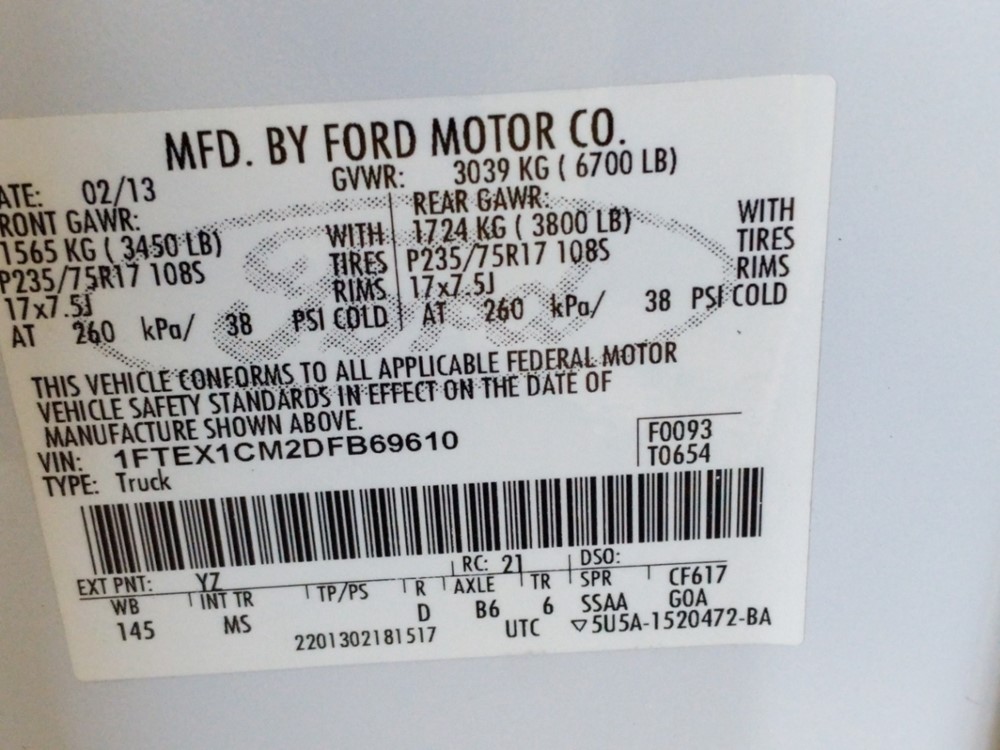 MFD. BY FORD MOTOR CO.
ATE: 02/13 GVWR: 3039 KG ( 6700 LB)
RONT GAWR: REAR GAWR:
1565 KG ( 3450 LB) WITH 1724 KG ( 3800 LB) WITH
P235/75R17 108S TIRES P235/75R17 108S TIRES
17x7.5J RIMS 17x7.5J RIMS
AT 260 kPa/ 38 PSI COLD AT 260 kPa/ 38 PSI COLD
Ford
THIS VEHICLE CONFORMS TO ALL APPLICABLE FEDERAL MOTOR
VEHICLE SAFETY STANDARDS IN EFFECT ON THE DATE OF
MANUFACTURE SHOWN ABOVE.
VIN: 1FTEX1CM2DFB69610 F0093
TYPE: Truck T0654
EXT PNT: YZ RC: 21 DSO:
WB INT TR TP/PS R AXLE TR SPR CF617
145 MS D B6 6 SSAA GOA
2201302181517 UTC ▽5U5A-1520472-BA